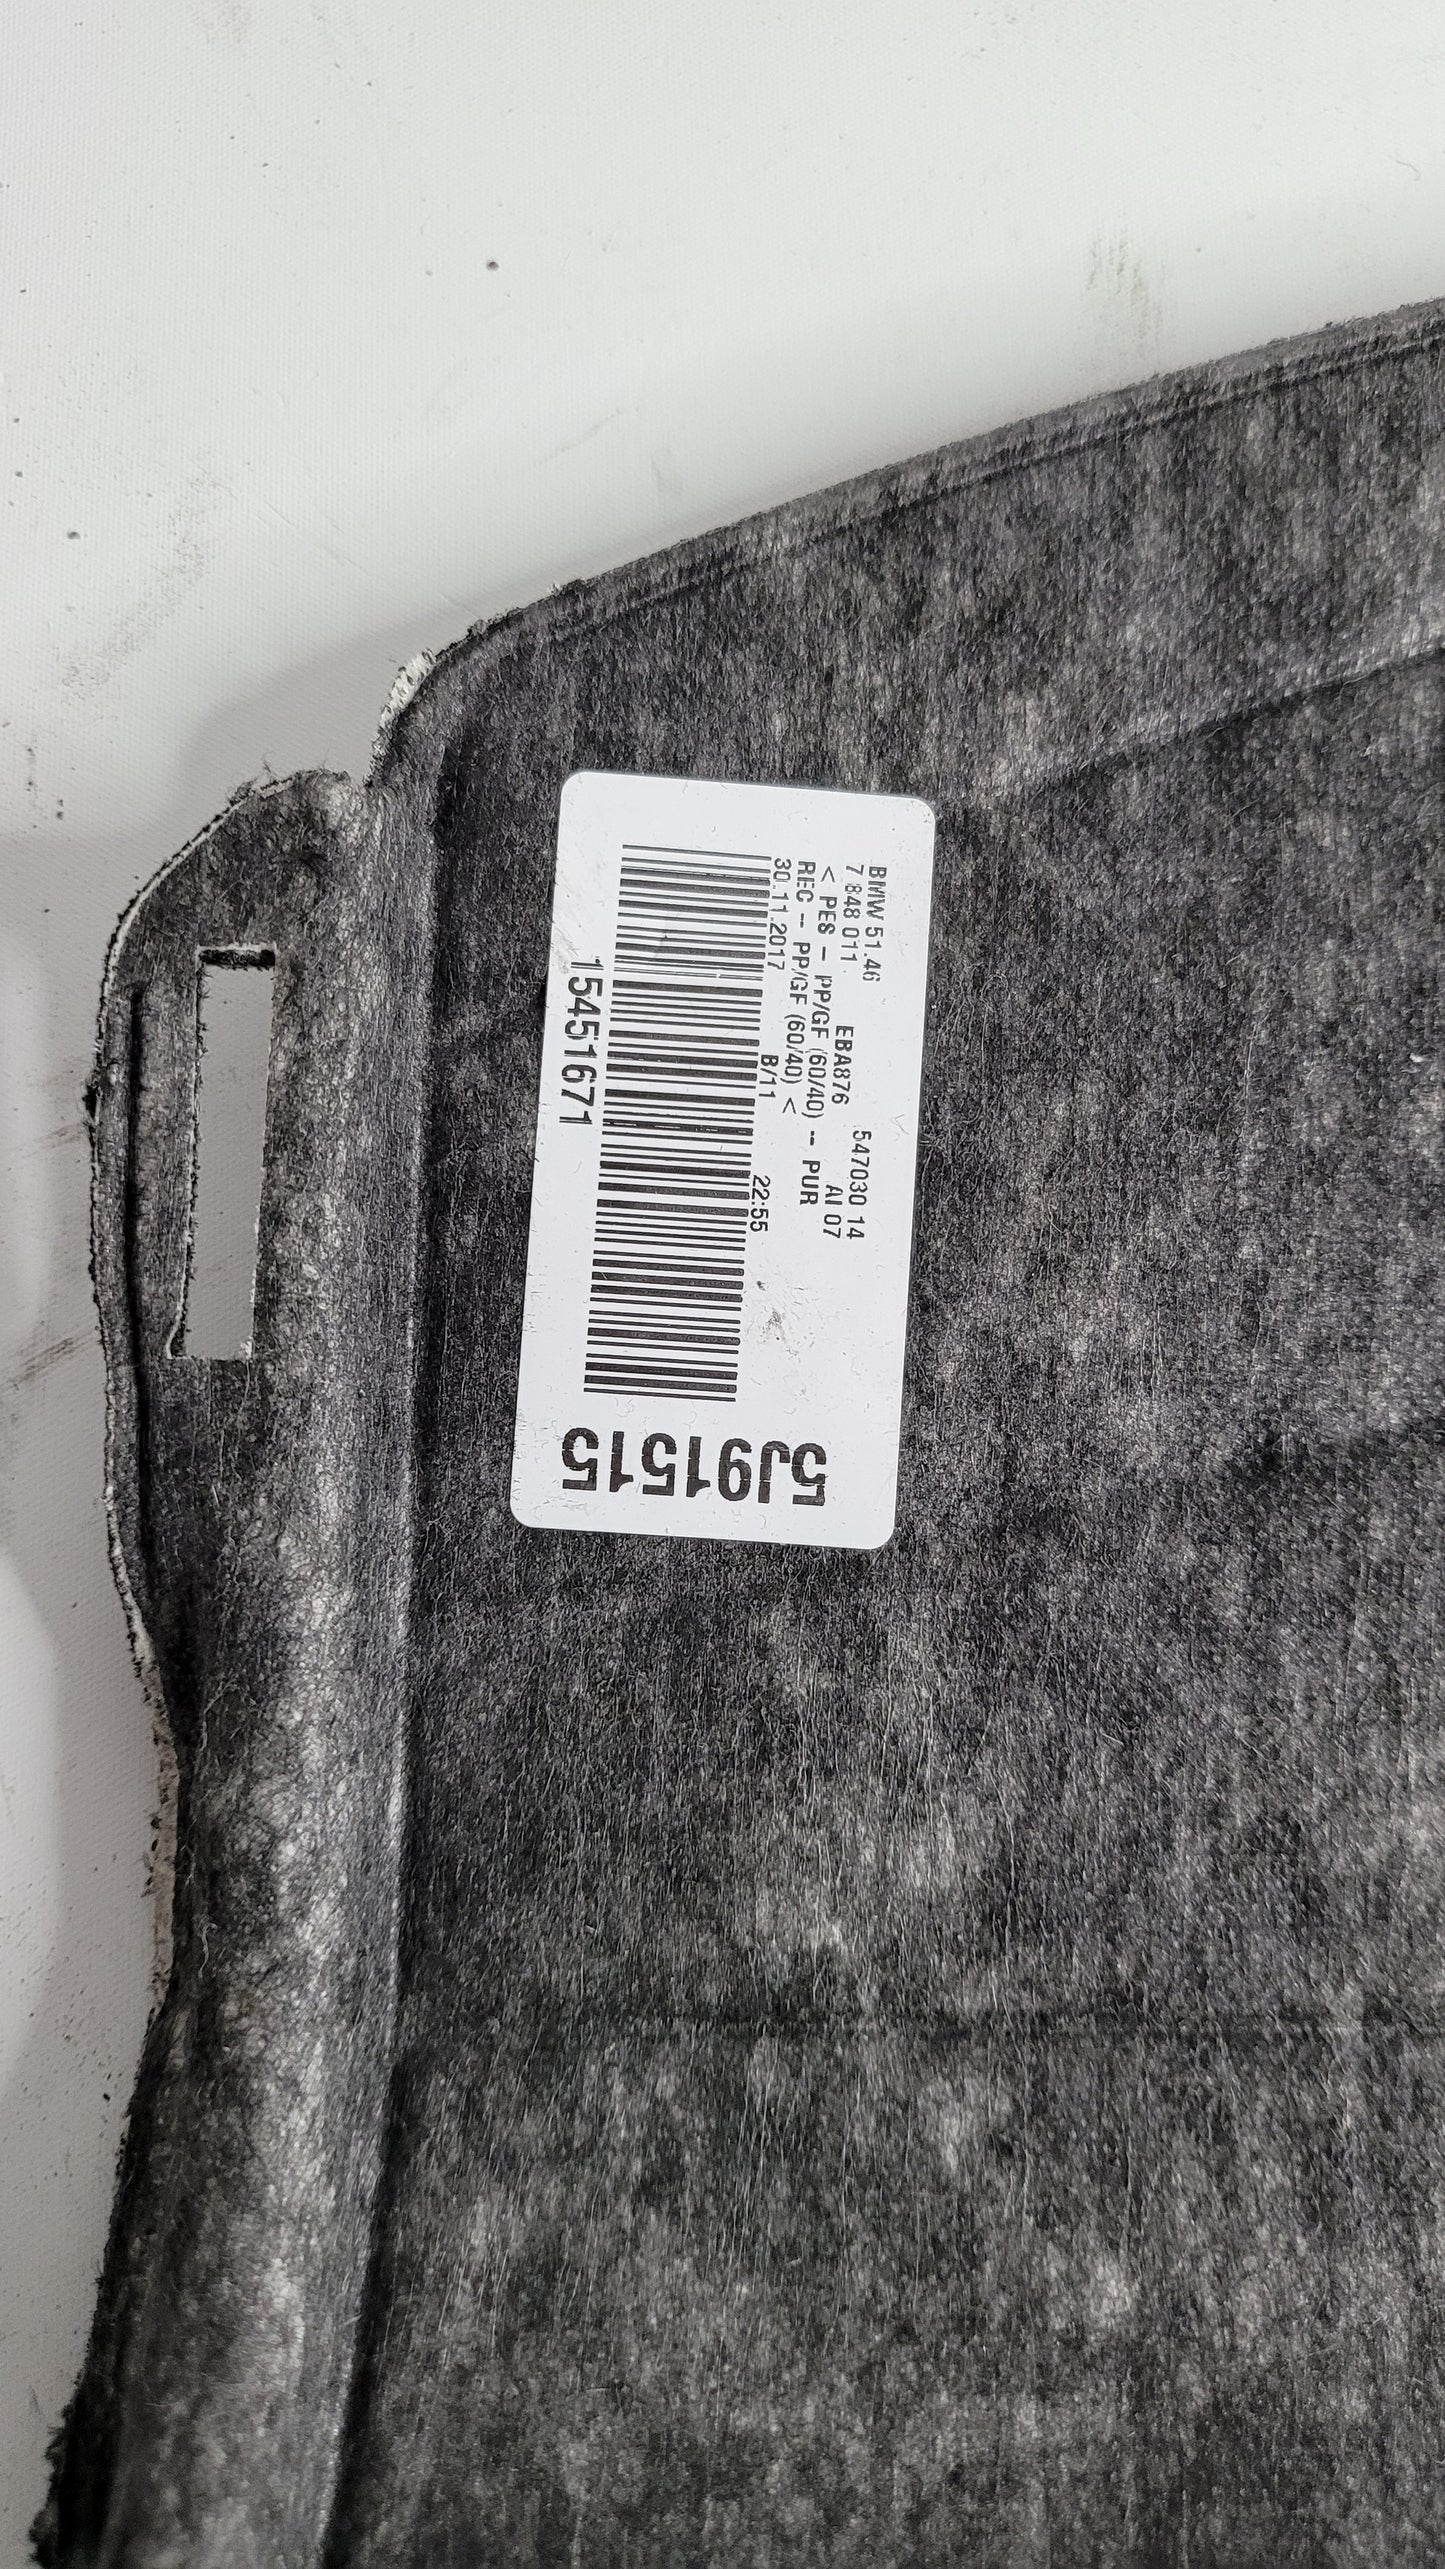 BMW 51.46 547030 14
7 848 011 EBA876 AI 07
< PES - PP/GF (60/40) -- PUR
REC -- PP/GF (60/40) <
30.11.2017 B/11 22:55
15451671
5J91515